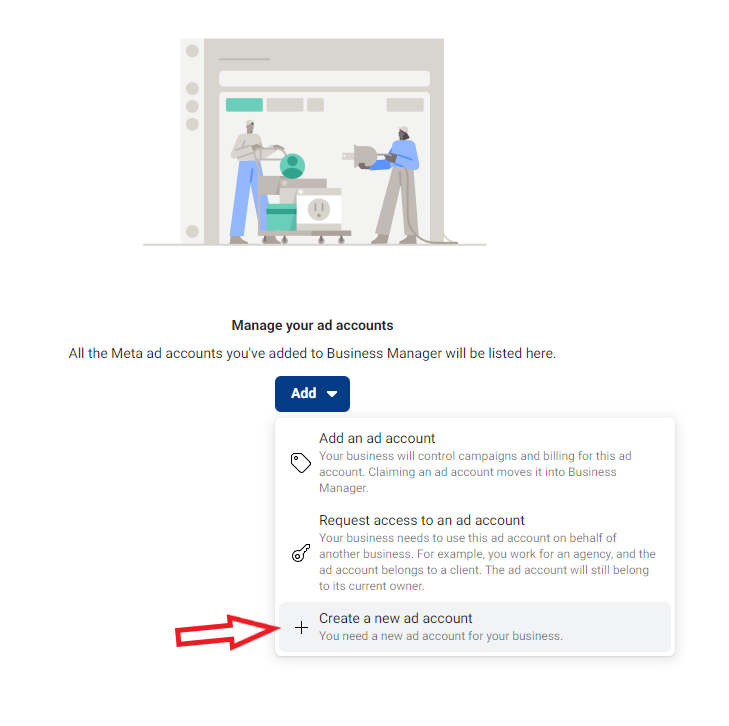 Manage your ad accounts
All the Meta ad accounts you've added to Business Manager will be listed here.
Add
Add an ad account
Your business will control campaigns and billing for this ad
account. Claiming an ad account moves it into Business
Manager.
Request access to an ad account
Your business needs to use this ad account on behalf of
another business. For example, you work for an agency, and the
ad account belongs to a client. The ad account will still belong
to its current owner.
Create a new ad account
You need a new ad account for your business.